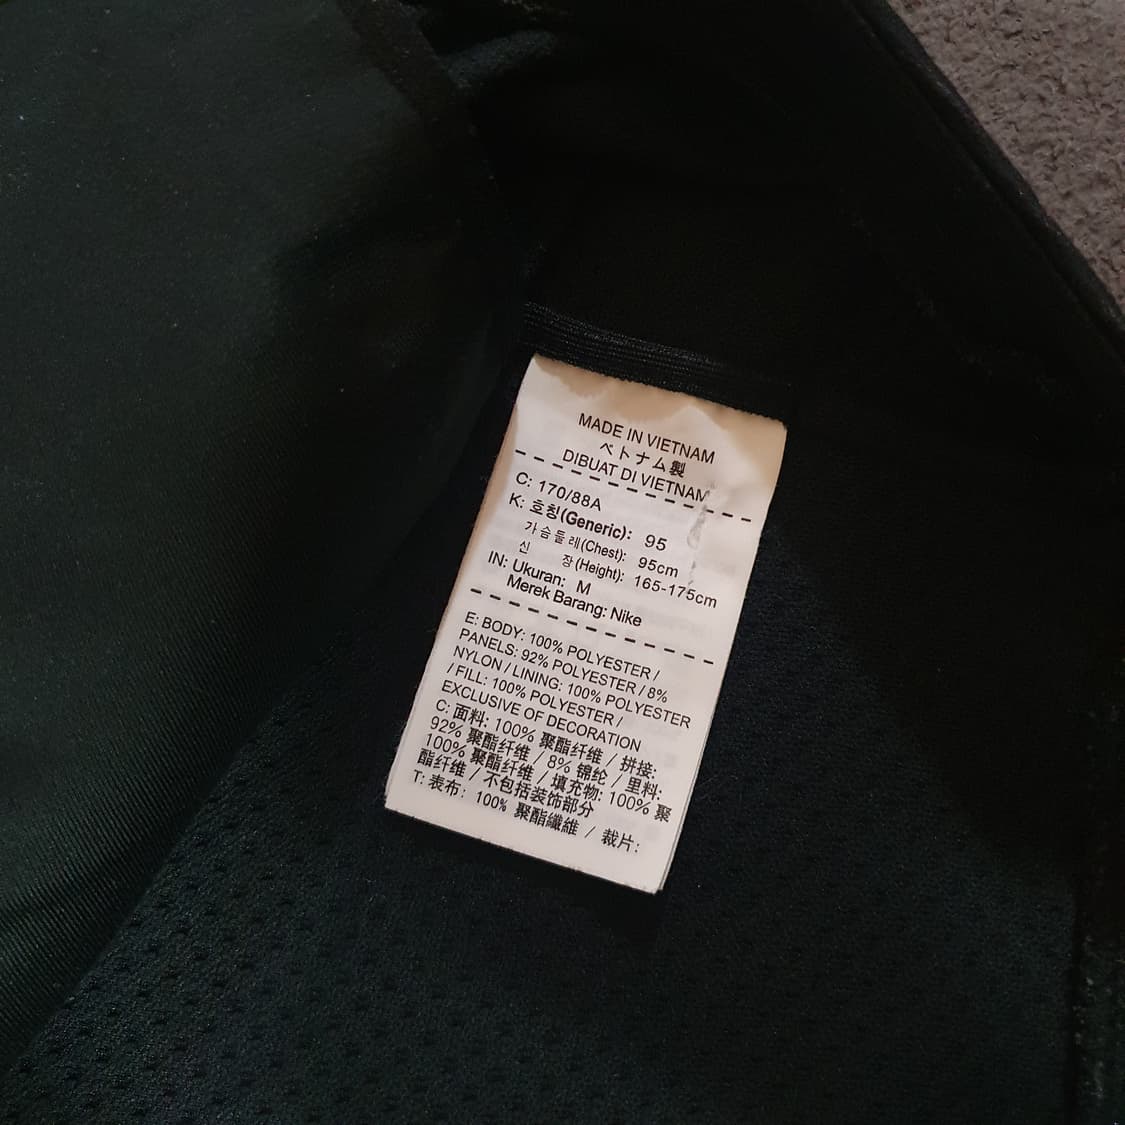 MADE IN VIETNAM
ベトナム製
DIBUAT DI VIETNAM
C: 170/88A
K: 호칭(Generic): 95
가슴둘레(Chest): 95cm
신 장(Height): 165-175cm
IN: Ukuran: M
Merek Barang: Nike
E: BODY: 100% POLYESTER /
PANELS: 92% POLYESTER / 8%
NYLON / LINING: 100% POLYESTER
/ FILL: 100% POLYESTER /
EXCLUSIVE OF DECORATION
C: 面料: 100% 聚酯纤维 / 拼接:
92% 聚酯纤维 / 8% 锦纶 / 里料:
100% 聚酯纤维 / 填充物: 100% 聚
酯纤维 / 不包括装饰部分
T: 表布: 100% 聚酯纖維 / 裁片: